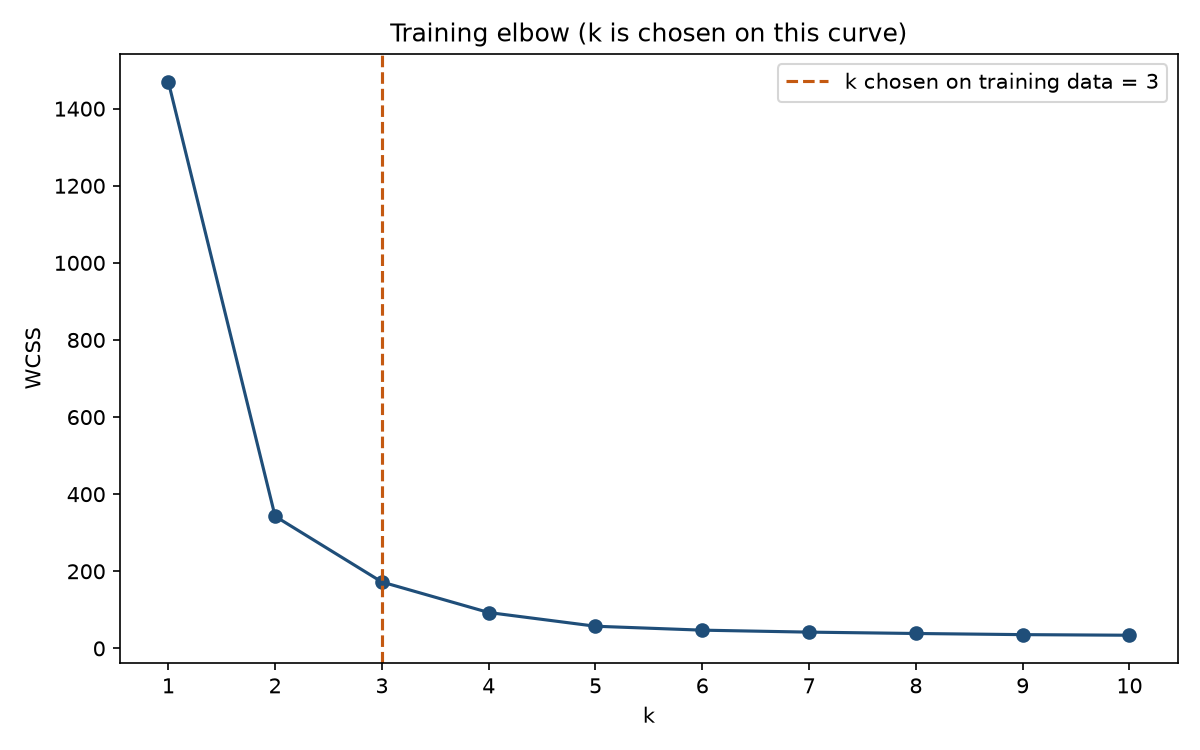 Training elbow (k is chosen on this curve)
k chosen on training data = 3
WCSS
1400
1200
1000
800
600
400
200
0
1 2 3 4 5 6 7 8 9 10
k